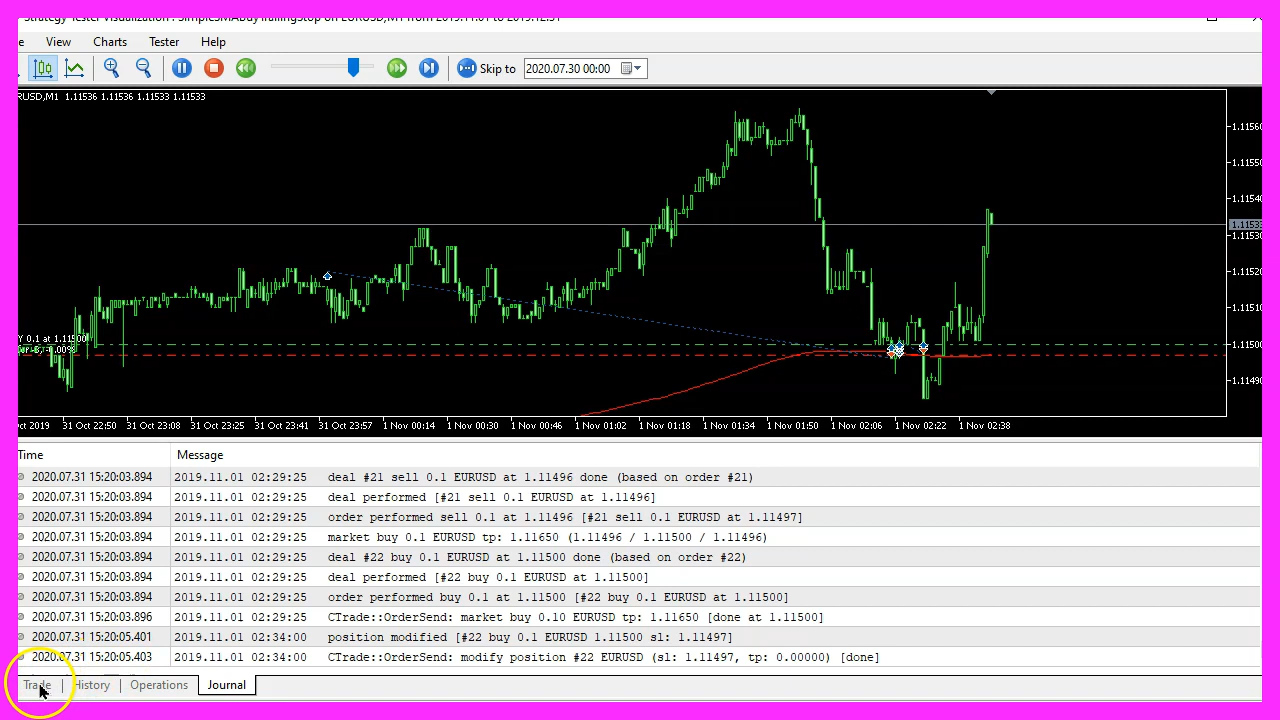 Strategy Tester Visualization : SimpleSMABuyTrailingStop on EURUSD,M1 from 2019.11.01 to 2019.12.31
e View Charts Tester Help
Skip to 2020.07.30 00:00
RUSD,M1 1.11536 1.11536 1.11533 1.11533
1.11560
1.11550
1.11540
1.11533
1.11530
1.11520
1.11510
Y 0.1 at 1.11500
1.11500
1.11490
ct 2019 31 Oct 22:50 31 Oct 23:08 31 Oct 23:25 31 Oct 23:41 31 Oct 23:57 1 Nov 00:14 1 Nov 00:30 1 Nov 00:46 1 Nov 01:02 1 Nov 01:18 1 Nov 01:34 1 Nov 01:50 1 Nov 02:06 1 Nov 02:22 1 Nov 02:38
Time Message
2020.07.31 15:20:03.894 2019.11.01 02:29:25 deal #21 sell 0.1 EURUSD at 1.11496 done (based on order #21)
2020.07.31 15:20:03.894 2019.11.01 02:29:25 deal performed [#21 sell 0.1 EURUSD at 1.11496]
2020.07.31 15:20:03.894 2019.11.01 02:29:25 order performed sell 0.1 at 1.11496 [#21 sell 0.1 EURUSD at 1.11497]
2020.07.31 15:20:03.894 2019.11.01 02:29:25 market buy 0.1 EURUSD tp: 1.11650 (1.11496 / 1.11500 / 1.11496)
2020.07.31 15:20:03.894 2019.11.01 02:29:25 deal #22 buy 0.1 EURUSD at 1.11500 done (based on order #22)
2020.07.31 15:20:03.894 2019.11.01 02:29:25 deal performed [#22 buy 0.1 EURUSD at 1.11500]
2020.07.31 15:20:03.894 2019.11.01 02:29:25 order performed buy 0.1 at 1.11500 [#22 buy 0.1 EURUSD at 1.11500]
2020.07.31 15:20:03.896 2019.11.01 02:29:25 CTrade::OrderSend: market buy 0.10 EURUSD tp: 1.11650 [done at 1.11500]
2020.07.31 15:20:05.401 2019.11.01 02:34:00 position modified [#22 buy 0.1 EURUSD 1.11500 sl: 1.11497]
2020.07.31 15:20:05.403 2019.11.01 02:34:00 CTrade::OrderSend: modify position #22 EURUSD (sl: 1.11497, tp: 0.00000) [done]
Trade History Operations Journal